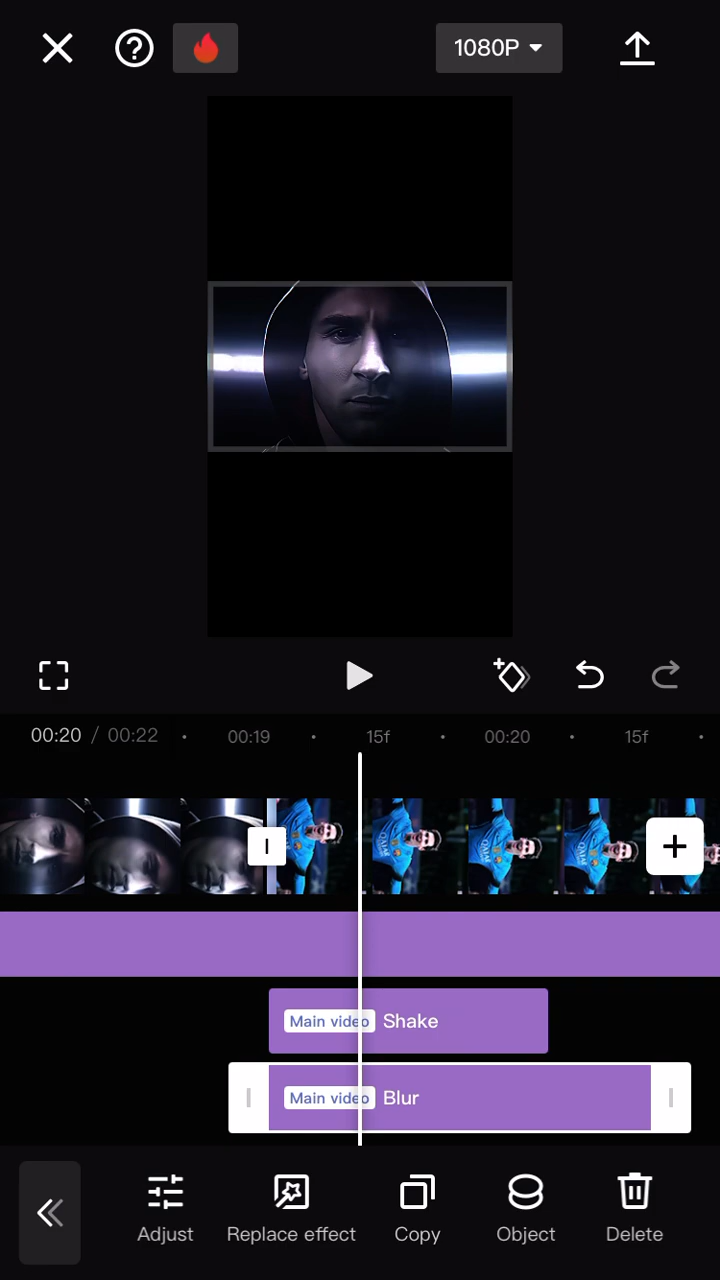 1080P
00:20 / 00:22
00:19
15f
00:20
15f
Main video Shake
Main video Blur
Adjust
Replace effect
Copy
Object
Delete